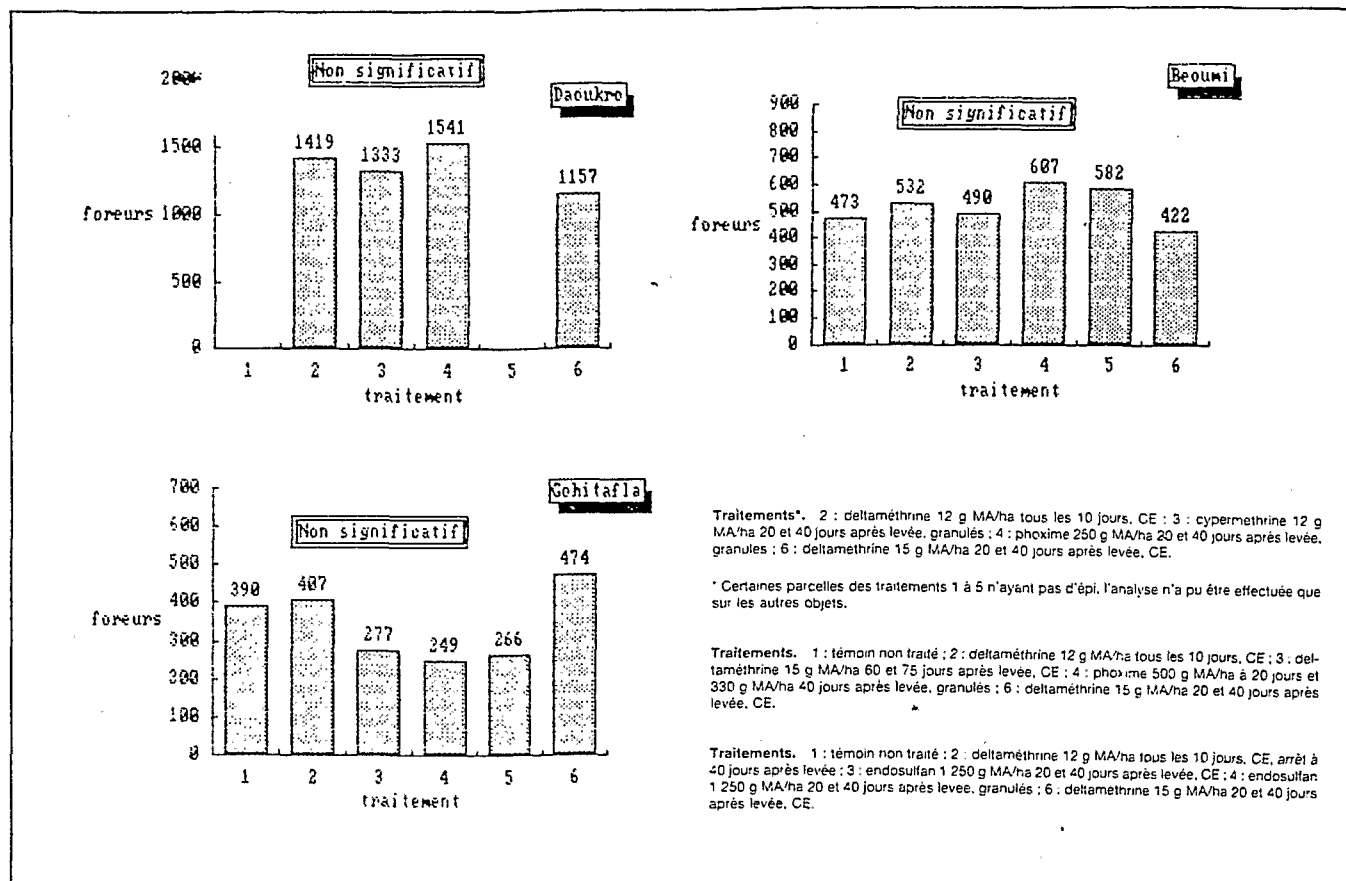 Non significatif
Daoukro
2000
1500
1000
500
0
foreurs
1419
1333
1541
1157
1 2 3 4 5 6
traitement
Beoumi
Non significatif
900
800
700
600
500
400
300
200
100
0
foreurs
473
532
490
607
582
422
1 2 3 4 5 6
traitement
Gohitafla
Non significatif
700
600
500
400
300
200
100
0
foreurs
390
407
277
249
266
474
1 2 3 4 5 6
traitement
Traitements*. 2 : deltaméthrine 12 g MA/ha tous les 10 jours, CE ; 3 : cypermethrine 12 g
MA/ha 20 et 40 jours après levée, granulés ; 4 : phoxime 250 g MA/ha 20 et 40 jours après levée,
granules ; 6 : deltamethrine 15 g MA/ha 20 et 40 jours après levée, CE.
* Certaines parcelles des traitements 1 à 5 n'ayant pas d'épi, l'analyse n'a pu être effectuée que
sur les autres objets.
Traitements. 1 : témoin non traité ; 2 : deltaméthrine 12 g MA/ha tous les 10 jours, CE ; 3 : del-
taméthrine 15 g MA/ha 60 et 75 jours après levée, CE ; 4 : phoxime 500 g MA/ha à 20 jours et
330 g MA/ha 40 jours après levée, granulés ; 6 : deltaméthrine 15 g MA/ha 20 et 40 jours après
levée, CE.
Traitements. 1 : témoin non traité ; 2 : deltaméthrine 12 g MA/ha tous les 10 jours, CE, arrêt à
40 jours après levée ; 3 : endosulfan 1 250 g MA/ha 20 et 40 jours après levée, CE ; 4 : endosulfan
1 250 g MA/ha 20 et 40 jours après levee, granulés ; 6 : deltamethrine 15 g MA/ha 20 et 40 jours
après levée, CE.